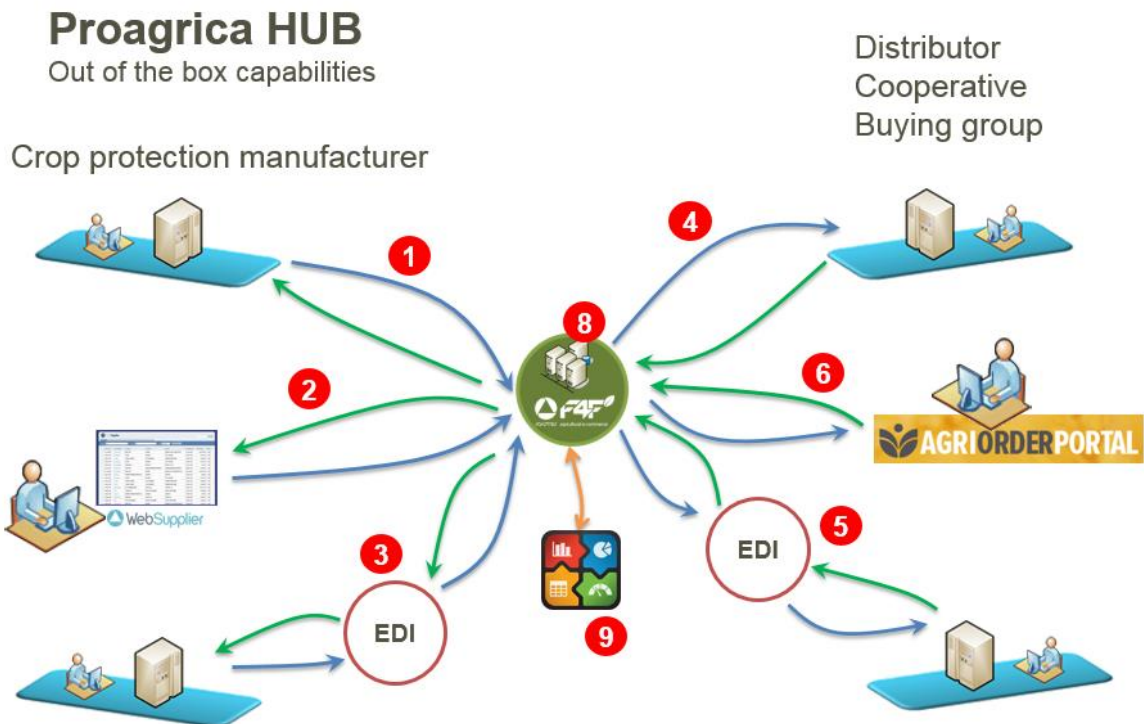 Proagrica HUB
Out of the box capabilities
Distributor
Cooperative
Buying group
Crop protection manufacturer
1
4
8
2
6
F4F
AGRIORDERPORTAL
WebSupplier
3
EDI
5
EDI
9